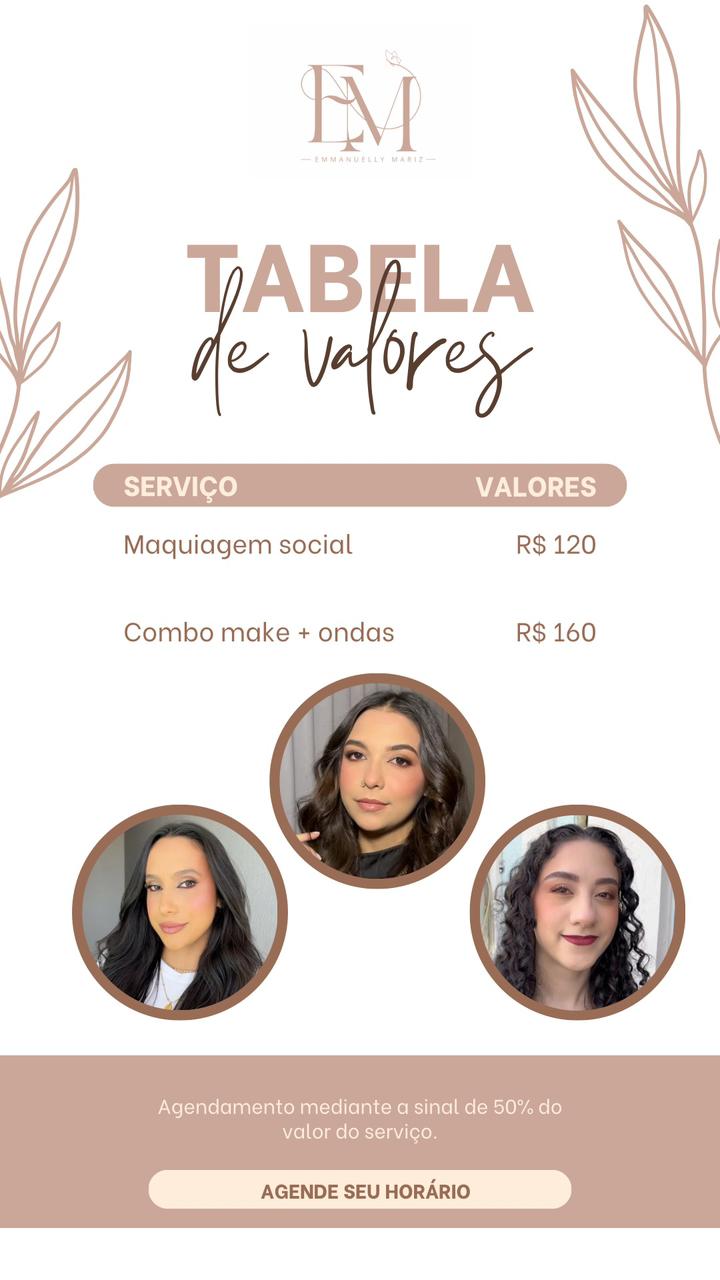 EM
EMMANUELLY MARIZ
TABELA
de valores
SERVIÇO VALORES
Maquiagem social R$ 120
Combo make + ondas R$ 160
Agendamento mediante a sinal de 50% do
valor do serviço.
AGENDE SEU HORÁRIO